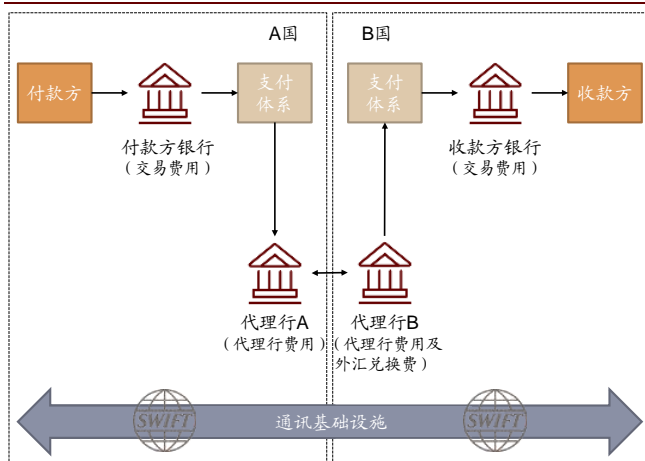 A国
B国
付款方
支付
体系
支付
体系
收款方
付款方银行
（交易费用）
收款方银行
（交易费用）
代理行A
（代理行费用）
代理行B
（代理行费用及
外汇兑换费）
SWIFT
通讯基础设施
SWIFT